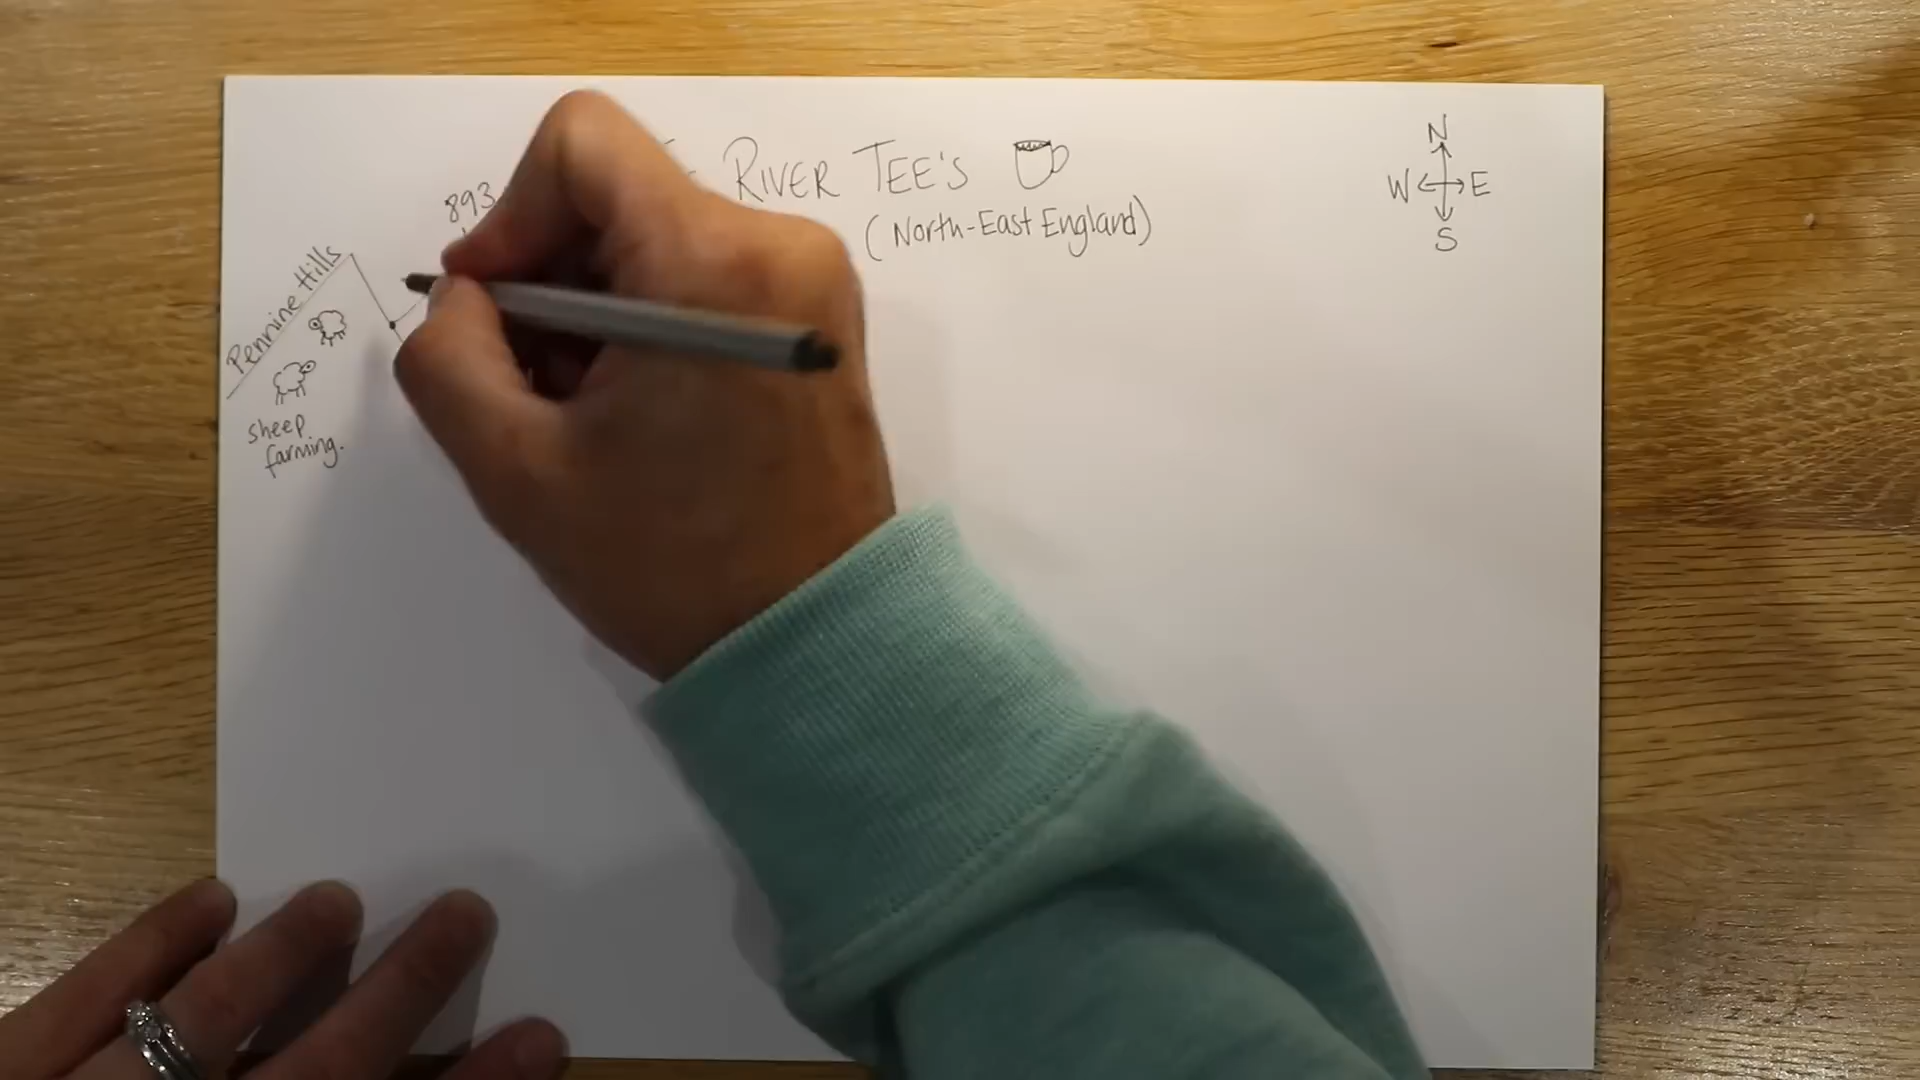 RIVER TEE'S
(North-East England)
893
Pennine Hills
sheep
farming.
N
W E
S